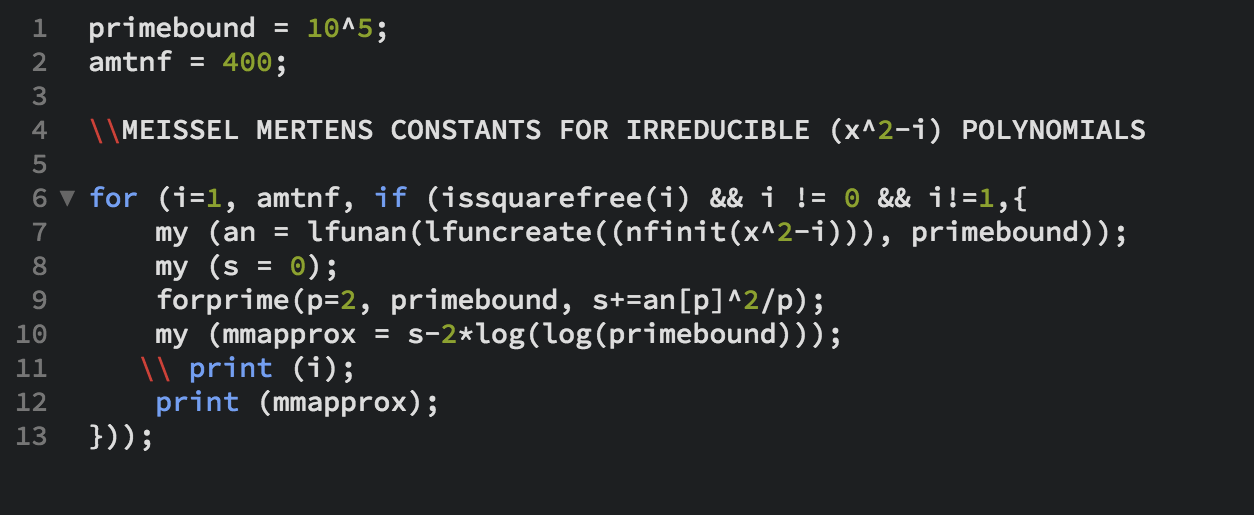 1 primebound = 10^5;
2 amtnf = 400;
3
4 \\MEISSEL MERTENS CONSTANTS FOR IRREDUCIBLE (x^2-i) POLYNOMIALS
5
6 ▼ for (i=1, amtnf, if (issquarefree(i) && i != 0 && i!=1,{
7 my (an = lfunan(lfuncreate((nfinit(x^2-i))), primebound));
8 my (s = 0);
9 forprime(p=2, primebound, s+=an[p]^2/p);
10 my (mmapprox = s-2*log(log(primebound)));
11 \\ print (i);
12 print (mmapprox);
13 }));